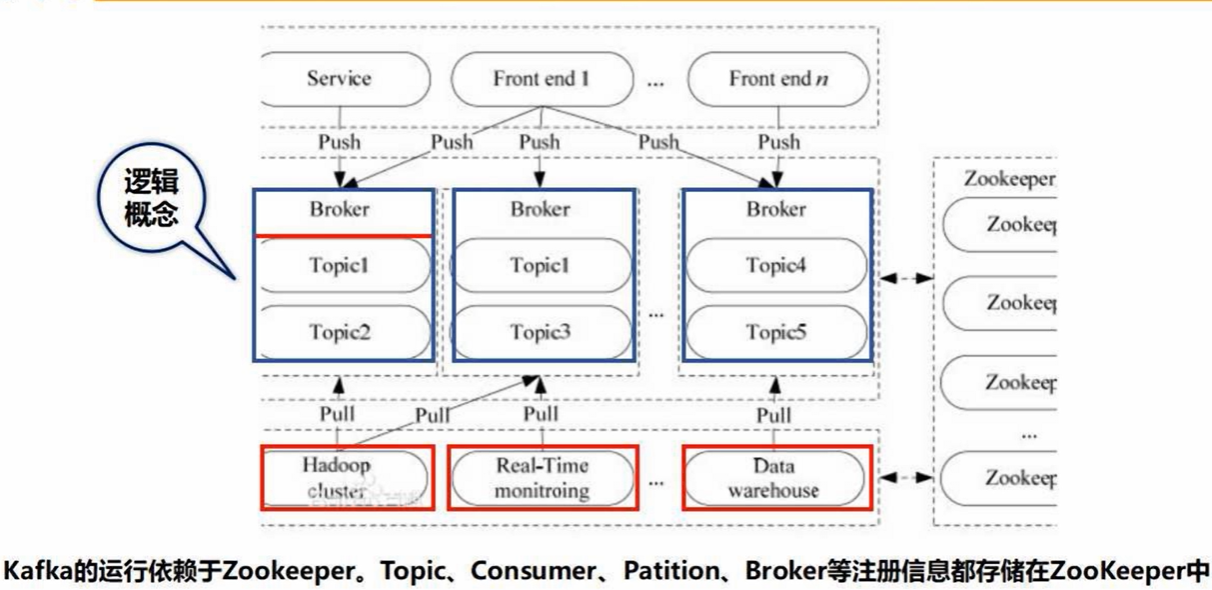 Service
Front end 1
...
Front end n
Push
Push
Push
Push
Push
逻辑
概念
Broker
Broker
Broker
Zookeeper
Topic1
Topic1
Topic4
Zookeep
Topic2
Topic3
...
Topic5
Zookeep
Pull
Pull
Pull
Pull
Zookeep
...
Hadoop
cluster
Real-Time
monitroing
...
Data
warehouse
Zookeep
Kafka的运行依赖于Zookeeper。Topic、Consumer、Patition、Broker等注册信息都存储在ZooKeeper中